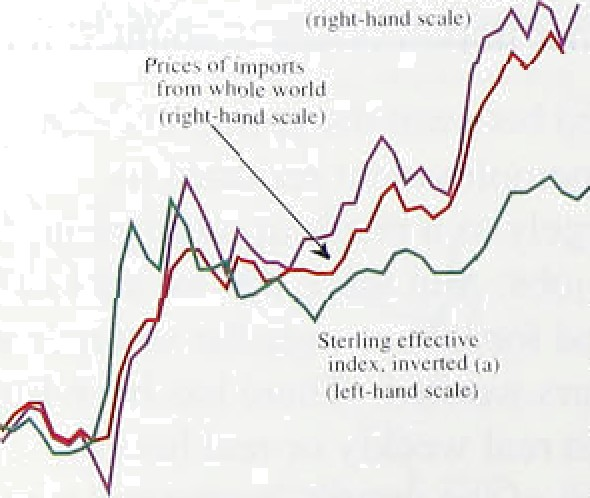 (right-hand scale)
Prices of imports
from whole world
(right-hand scale)
Sterling effective
index, inverted (a)
(left-hand scale)